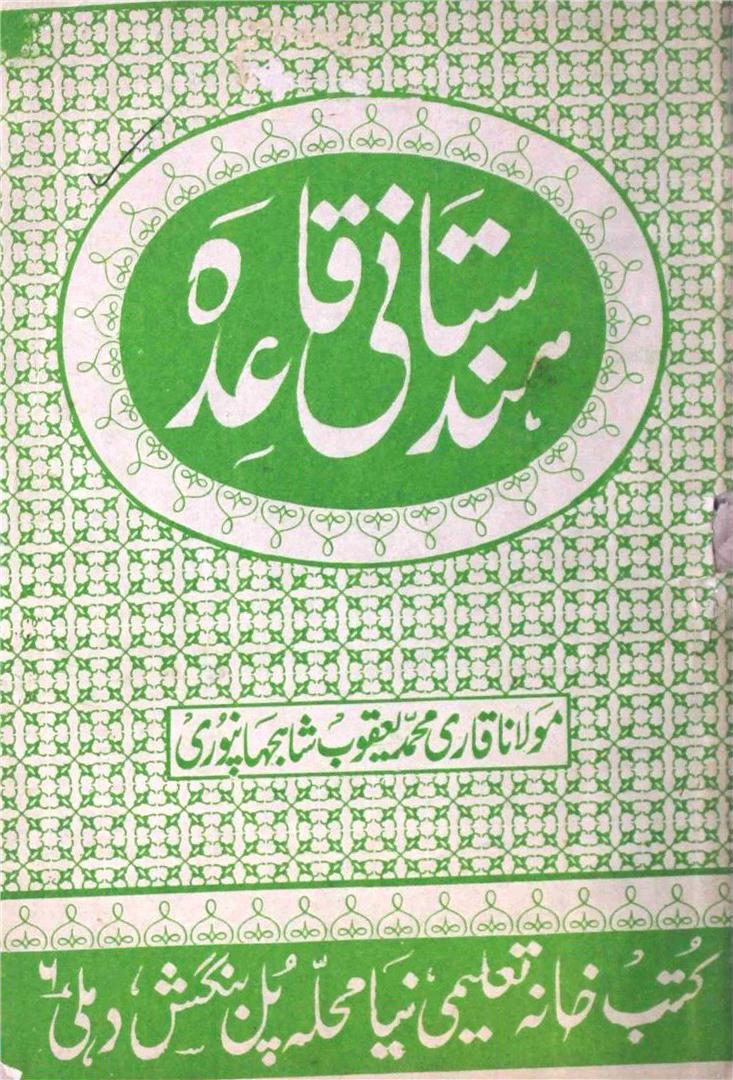 ہندستانی قاعدہ
مولانا قاری محمد یعقوب شاہجہانپوری
کتب خانہ تعلیمی، نیا محلہ پل بنگش، دہلی ۶